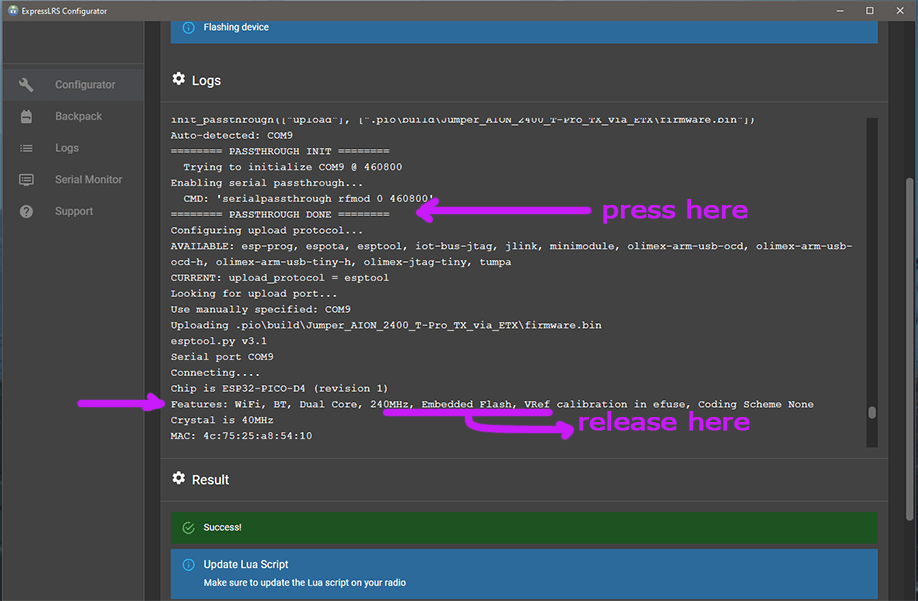 ExpressLRS Configurator
Flashing device
Configurator
Backpack
Logs
Serial Monitor
Support
Logs
init_passthrough(["upload"], [".pio\build\Jumper_AION_2400_T-Pro_TX_via_ETX\firmware.bin"])
Auto-detected: COM9
======== PASSTHROUGH INIT ========
Trying to initialize COM9 @ 460800
Enabling serial passthrough...
CMD: 'serialpassthrough rfmod 0 460800'
======== PASSTHROUGH DONE ========
press here
Configuring upload protocol...
AVAILABLE: esp-prog, espota, esptool, iot-bus-jtag, jlink, minimodule, olimex-arm-usb-ocd, olimex-arm-usb-
ocd-h, olimex-arm-usb-tiny-h, olimex-jtag-tiny, tumpa
CURRENT: upload_protocol = esptool
Looking for upload port...
Use manually specified: COM9
Uploading .pio\build\Jumper_AION_2400_T-Pro_TX_via_ETX\firmware.bin
esptool.py v3.1
Serial port COM9
Connecting....
Chip is ESP32-PICO-D4 (revision 1)
Features: WiFi, BT, Dual Core, 240MHz, Embedded Flash, VRef calibration in efuse, Coding Scheme None
release here
Crystal is 40MHz
MAC: 4c:75:25:a8:54:10
Result
Success!
Update Lua Script
Make sure to update the Lua script on your radio